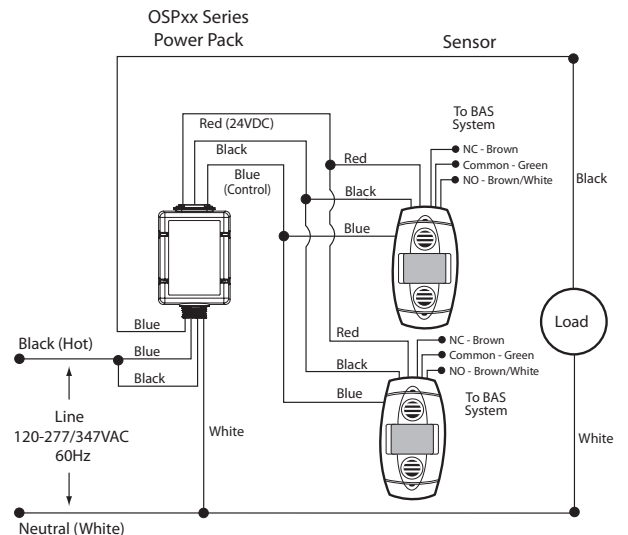 OSPxx Series
Power Pack
Sensor
Red (24VDC)
Black
Blue
(Control)
To BAS
System
NC - Brown
Common - Green
NO - Brown/White
Red
Black
Blue
Black
Load
Blue
Black (Hot)
Blue
Black
Line
120-277/347VAC
60Hz
White
Red
Black
Blue
NC - Brown
Common - Green
NO - Brown/White
To BAS
System
White
Neutral (White)